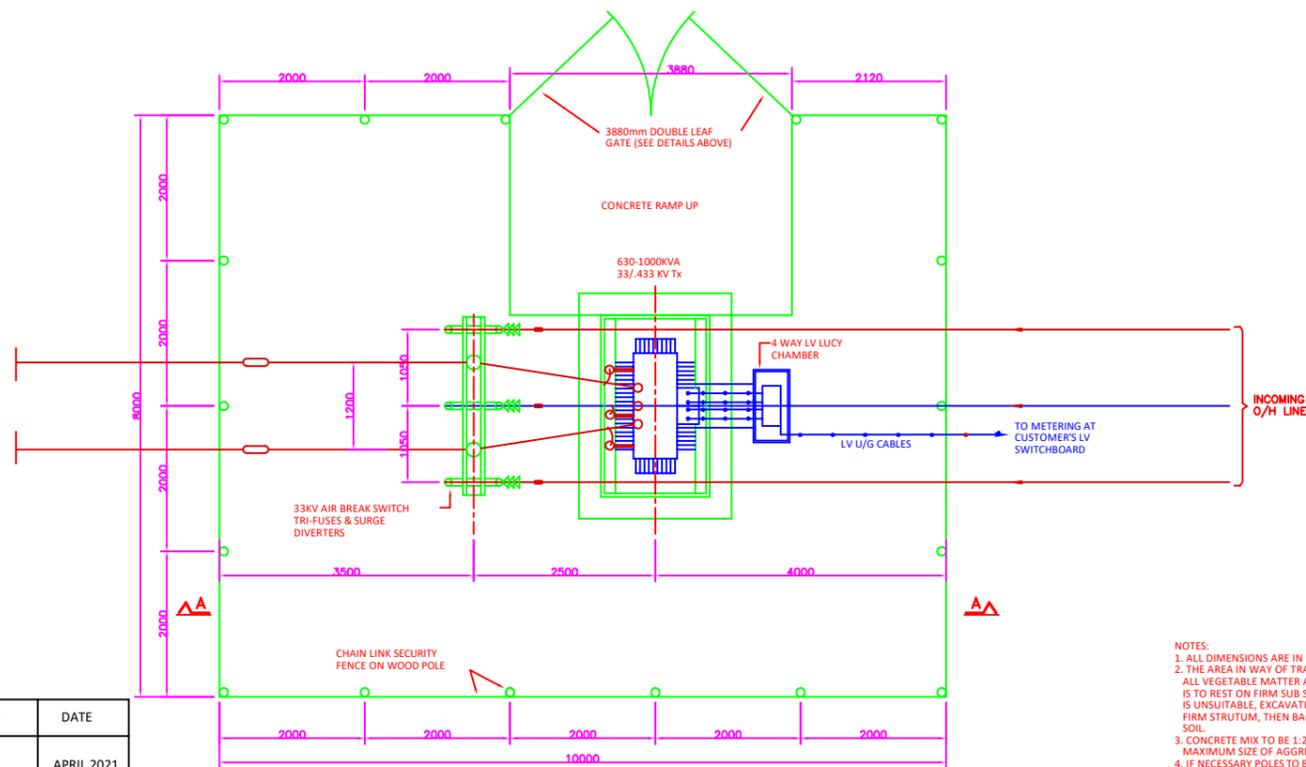 2000
2000
3880
2120
3880mm DOUBLE LEAF
GATE (SEE DETAILS ABOVE)
CONCRETE RAMP UP
630-1000KVA
33/.433 KV Tx
2000
2000
2000
2000
8000
1050
1200
1050
4 WAY LV LUCY
CHAMBER
INCOMING
O/H LINE
TO METERING AT
CUSTOMER'S LV
SWITCHBOARD
LV U/G CABLES
33KV AIR BREAK SWITCH
TRI-FUSES & SURGE
DIVERTERS
3500
2500
4000
A
A
CHAIN LINK SECURITY
FENCE ON WOOD POLE
2000
2000
2000
2000
2000
10000
DATE
APRIL 2021
NOTES:
1. ALL DIMENSIONS ARE IN
2. THE AREA IN WAY OF TRA
ALL VEGETABLE MATTER A
IS TO REST ON FIRM SUB S
IS UNSUITABLE, EXCAVATI
FIRM STRUTUM, THEN BA
SOIL.
3. CONCRETE MIX TO BE 1:2
MAXIMUM SIZE OF AGGR
4. IF NECESSARY POLES TO B